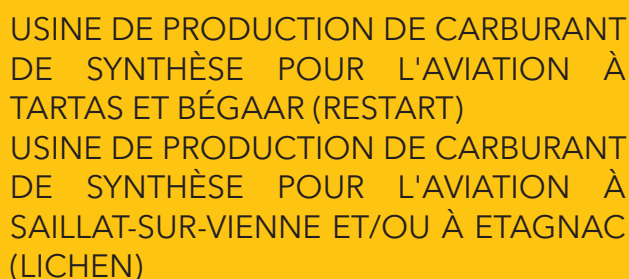 USINE DE PRODUCTION DE CARBURANT
DE SYNTHÈSE POUR L'AVIATION À
TARTAS ET BÉGAAR (RESTART)
USINE DE PRODUCTION DE CARBURANT
DE SYNTHÈSE POUR L'AVIATION À
SAILLAT-SUR-VIENNE ET/OU À ETAGNAC
(LICHEN)